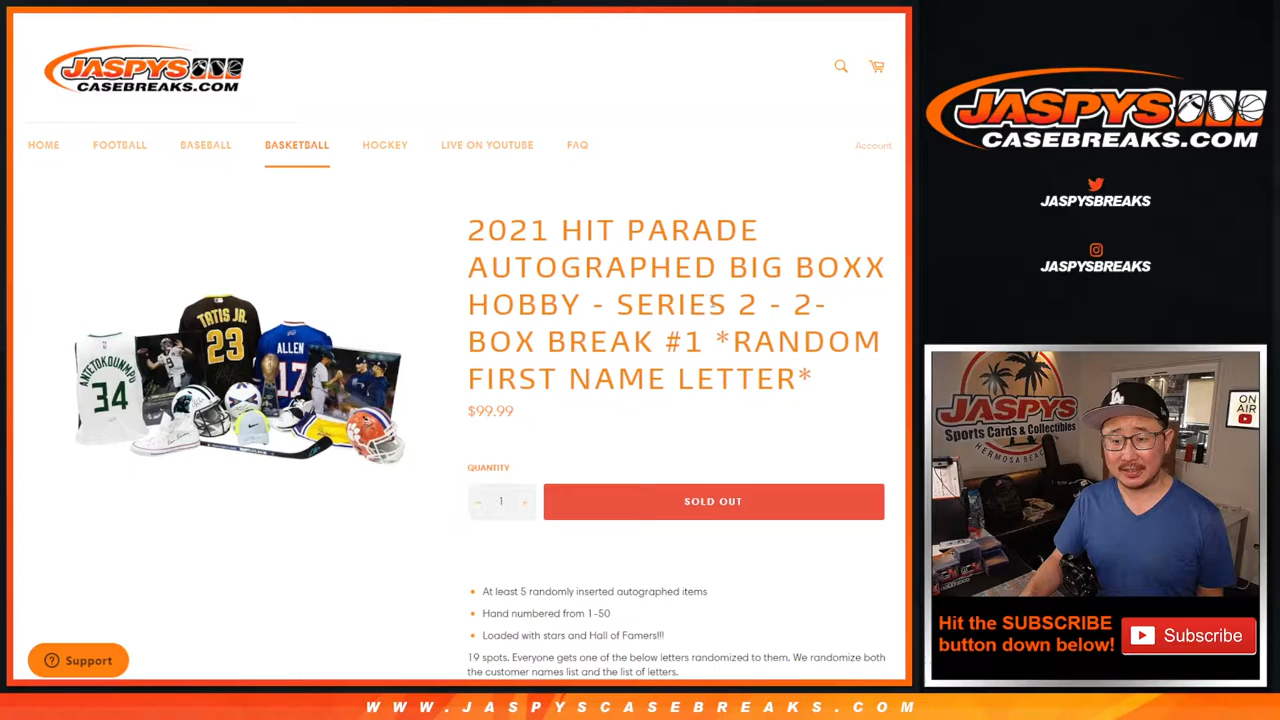 JASPYS
CASEBREAKS.COM
HOME
FOOTBALL
BASEBALL
BASKETBALL
HOCKEY
LIVE ON YOUTUBE
FAQ
Account
2021 HIT PARADE
AUTOGRAPHED BIG BOXX
HOBBY - SERIES 2 - 2-
BOX BREAK #1 *RANDOM
FIRST NAME LETTER*
$99.99
QUANTITY
− 1 +
SOLD OUT
At least 5 randomly inserted autographed items
Hand numbered from 1-50
Loaded with stars and Hall of Famers!!!
19 spots. Everyone gets one of the below letters randomized to them. We randomize both
the customer names list and the list of letters.
ANTETOKOUNMPO
34
TATIS JR.
23
ALLEN
17
Support
JASPYS
CASEBREAKS.COM
JASPYSBREAKS
JASPYSBREAKS
JASPYS
Sports Cards & Collectibles
HERMOSA BEACH
LA
ON
AIR
Hit the SUBSCRIBE
button down below!
Subscribe
WWW.JASPYSCASEBREAKS.COM